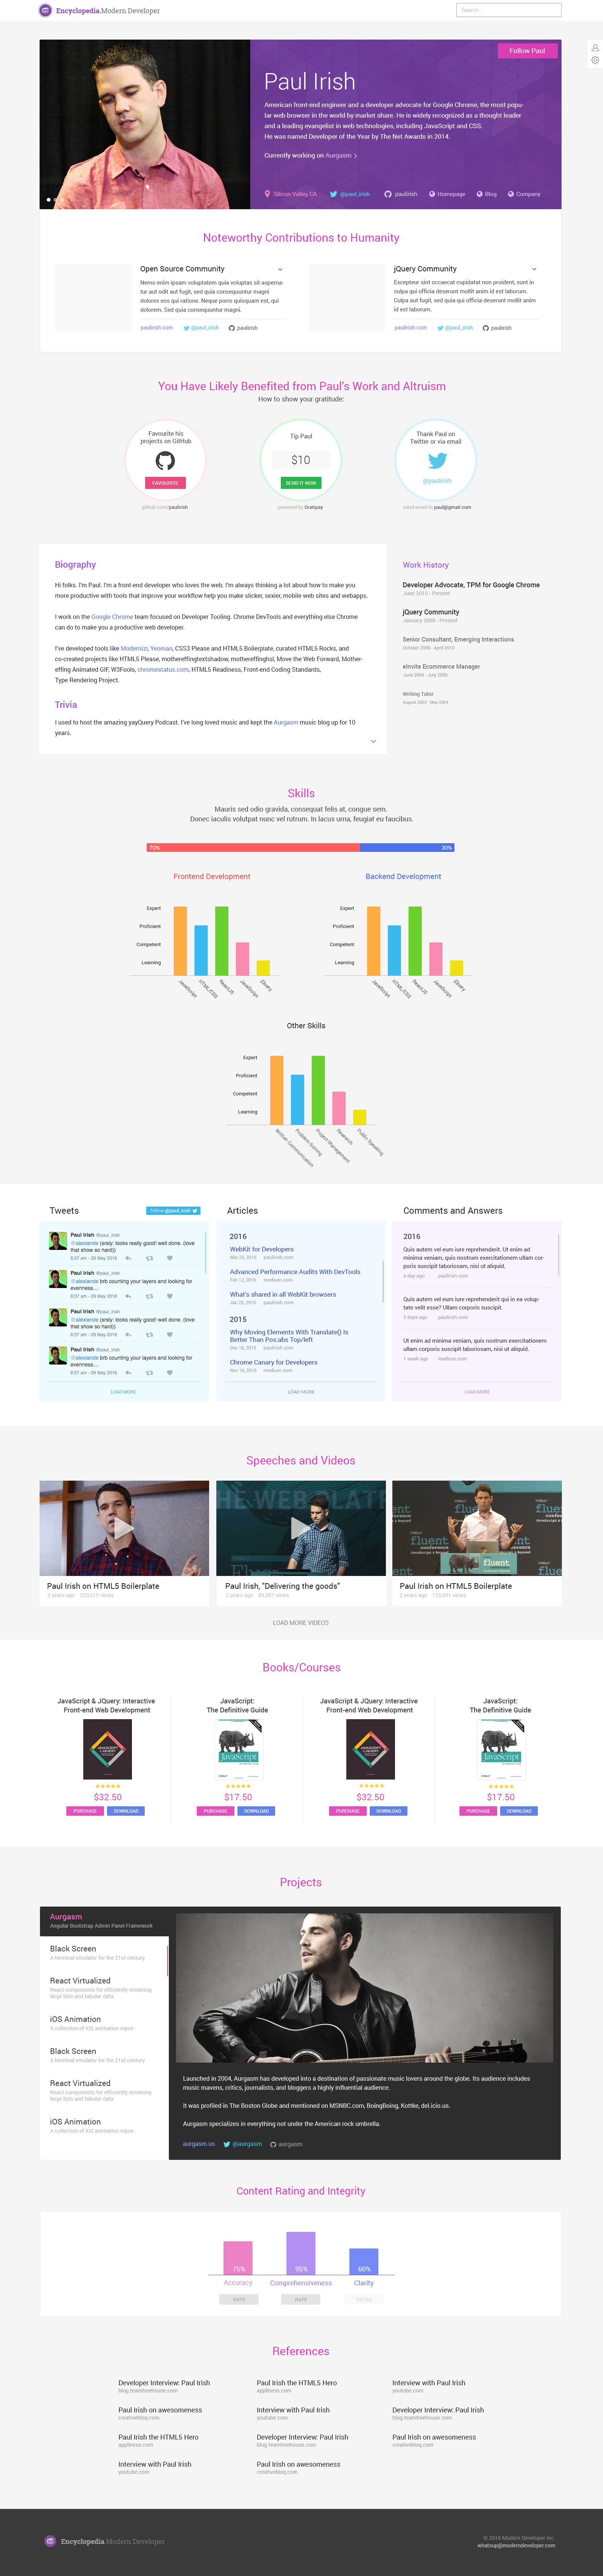 Encyclopedia.Modern Developer
Search...
Follow Paul
Paul Irish
American front-end engineer and a developer advocate for Google Chrome, the most popu-
lar web browser in the world by market share. He is widely recognized as a thought leader
and a leading evangelist in web technologies, including JavaScript and CSS.
He was named Developer of the Year by The Net Awards in 2014.
Currently working on Aurgasm >
Silicon Valley, CA @paul_irish paulirish Homepage Blog Company
Noteworthy Contributions to Humanity
Open Source Community
Nemo enim ipsam voluptatem quia voluptas sit asperna-
tur aut odit aut fugit, sed quia consequuntur magni
dolores eos qui ratione. Neque porro quisquam est, qui
dolorem. Sed quia consequuntur magni.
paulirish.com @paul_irish paulirish
jQuery Community
Excepteur sint occaecat cupidatat non proident, sunt in
culpa qui officia deserunt mollit anim id est laborum.
Culpa aut fugit, sed quia qui officia deserunt mollit anim
id est laborum.
paulirish.com @paul_irish paulirish
You Have Likely Benefited from Paul's Work and Altruism
How to show your gratitude:
Favourite his
projects on GitHub
FAVOURITE
github.com/paulirish
Tip Paul
$10
SEND IT NOW
powered by Gratipay
Thank Paul on
Twitter or via email
@paulirish
send email to paul@gmail.com
Biography
Hi folks. I'm Paul. I'm a front-end developer who loves the web. I'm always thinking a lot about how to make you
more productive with tools that improve your workflow help you make slicker, sexier, mobile web sites and webapps.
I work on the Google Chrome team focused on Developer Tooling. Chrome DevTools and everything else Chrome
can do to make you a productive web developer.
I've developed tools like Modernizr, Yeoman, CSS3 Please and HTML5 Boilerplate, curated HTML5 Rocks, and
co-created projects like HTML5 Please, mothereffingtextshadow, mothereffinghsl, Move the Web Forward, Mother-
effing Animated GIF, W3Fools, chromestatus.com, HTML5 Readiness, Front-end Coding Standards,
Type Rendering Project.
Trivia
I used to host the amazing yayQuery Podcast. I've long loved music and kept the Aurgasm music blog up for 10
years.
Work History
Developer Advocate, TPM for Google Chrome
June 2010 - Present
jQuery Community
January 2008 - Present
Senior Consultant, Emerging Interactions
October 2006 - April 2010
eInvite Ecommerce Manager
June 2004 - July 2006
Writing Tutor
August 2003 - May 2004
Skills
Mauris sed odio gravida, consequat felis at, congue sem.
Donec iaculis volutpat nunc vel rutrum. In lacus urna, feugiat eu faucibus.
70% 30%
Frontend Development
Expert
Proficient
Competent
Learning
JavaScript HTML/CSS ReactJS JavaScript jQuery
Backend Development
Expert
Proficient
Competent
Learning
JavaScript HTML/CSS ReactJS JavaScript jQuery
Other Skills
Expert
Proficient
Competent
Learning
Written Communication Problem-Solving Project Management Research Public Speaking
Tweets
follow @paul_irish
Paul Irish @paul_irish
@alexlande (srsly: looks really good! well done. (love
that show so hard))
8:07 am - 29 May 2016
Paul Irish @paul_irish
@alexlande brb counting your layers and looking for
evenness....
8:07 am - 29 May 2016
Paul Irish @paul_irish
@alexlande (srsly: looks really good! well done. (love
that show so hard))
8:07 am - 29 May 2016
Paul Irish @paul_irish
@alexlande brb counting your layers and looking for
evenness....
8:07 am - 29 May 2016
LOAD MORE
Articles
2016
WebKit for Developers
Mar 25, 2015 paulirish.com
Advanced Performance Audits With DevTools
Feb 12, 2015 medium.com
What's shared in all WebKit browsers
Jan 25, 2015 paulirish.com
2015
Why Moving Elements With Translate() Is
Better Than Pos:abs Top/left
Dec 18, 2015 paulirish.com
Chrome Canary for Developers
Nov 16, 2015 medium.com
LOAD MORE
Comments and Answers
2016
Quis autem vel eum iure reprehenderit. Ut enim ad
minima veniam, quis nostrum exercitationem ullam cor-
poris suscipit laboriosam, nisi ut aliquid.
a day ago paulirish.com
Quis autem vel eum iure reprehenderit qui in ea volup-
tate velit esse? Ullam corporis suscipit.
5 days ago paulirish.com
Ut enim ad minima veniam, quis nostrum exercitationem
ullam corporis suscipit laboriosam, nisi ut aliquid.
1 week ago medium.com
LOAD MORE
Speeches and Videos
Paul Irish on HTML5 Boilerplate
3 years ago 203,615 views
Paul Irish, "Delivering the goods"
2 years ago 89,287 views
fluent
Paul Irish on HTML5 Boilerplate
2 years ago 125,691 views
LOAD MORE VIDEOS
Books/Courses
JavaScript & JQuery: Interactive
Front-end Web Development
JAVASCRIPT
& JQUERY
$32.50
PURCHASE DOWNLOAD
JavaScript:
The Definitive Guide
JavaScript
$17.50
PURCHASE DOWNLOAD
JavaScript & JQuery: Interactive
Front-end Web Development
JAVASCRIPT
& JQUERY
$32.50
PURCHASE DOWNLOAD
JavaScript:
The Definitive Guide
JavaScript
$17.50
PURCHASE DOWNLOAD
Projects
Aurgasm
Angular Bootstrap Admin Panel Framework
Black Screen
A terminal emulator for the 21st century
React Virtualized
React components for efficiently rendering
large lists and tabular data
iOS Animation
A collection of iOS animation repos
Black Screen
A terminal emulator for the 21st century
React Virtualized
React components for efficiently rendering
large lists and tabular data
iOS Animation
A collection of iOS animation repos
Launched in 2004, Aurgasm has developed into a destination of passionate music lovers around the globe. Its audience includes
music mavens, critics, journalists, and bloggers a highly influential audience.
It was profiled in The Boston Globe and mentioned on MSNBC.com, BoingBoing, Kottke, del.icio.us.
Aurgasm specializes in everything not under the American rock umbrella.
aurgasm.us @aurgasm aurgasm
Content Rating and Integrity
75% 95% 60%
Accuracy Comprehensiveness Clarity
RATE RATE RATED
References
Developer Interview: Paul Irish
blog.teamtreehouse.com
Paul Irish on awesomeness
creativebloq.com
Paul Irish the HTML5 Hero
appliness.com
Interview with Paul Irish
youtube.com
Paul Irish the HTML5 Hero
appliness.com
Interview with Paul Irish
youtube.com
Developer Interview: Paul Irish
blog.teamtreehouse.com
Paul Irish on awesomeness
creativebloq.com
Interview with Paul Irish
youtube.com
Developer Interview: Paul Irish
blog.teamtreehouse.com
Paul Irish on awesomeness
creativebloq.com
Encyclopedia.Modern Developer
© 2016 Modern Developer Inc.
whatsup@moderndeveloper.com